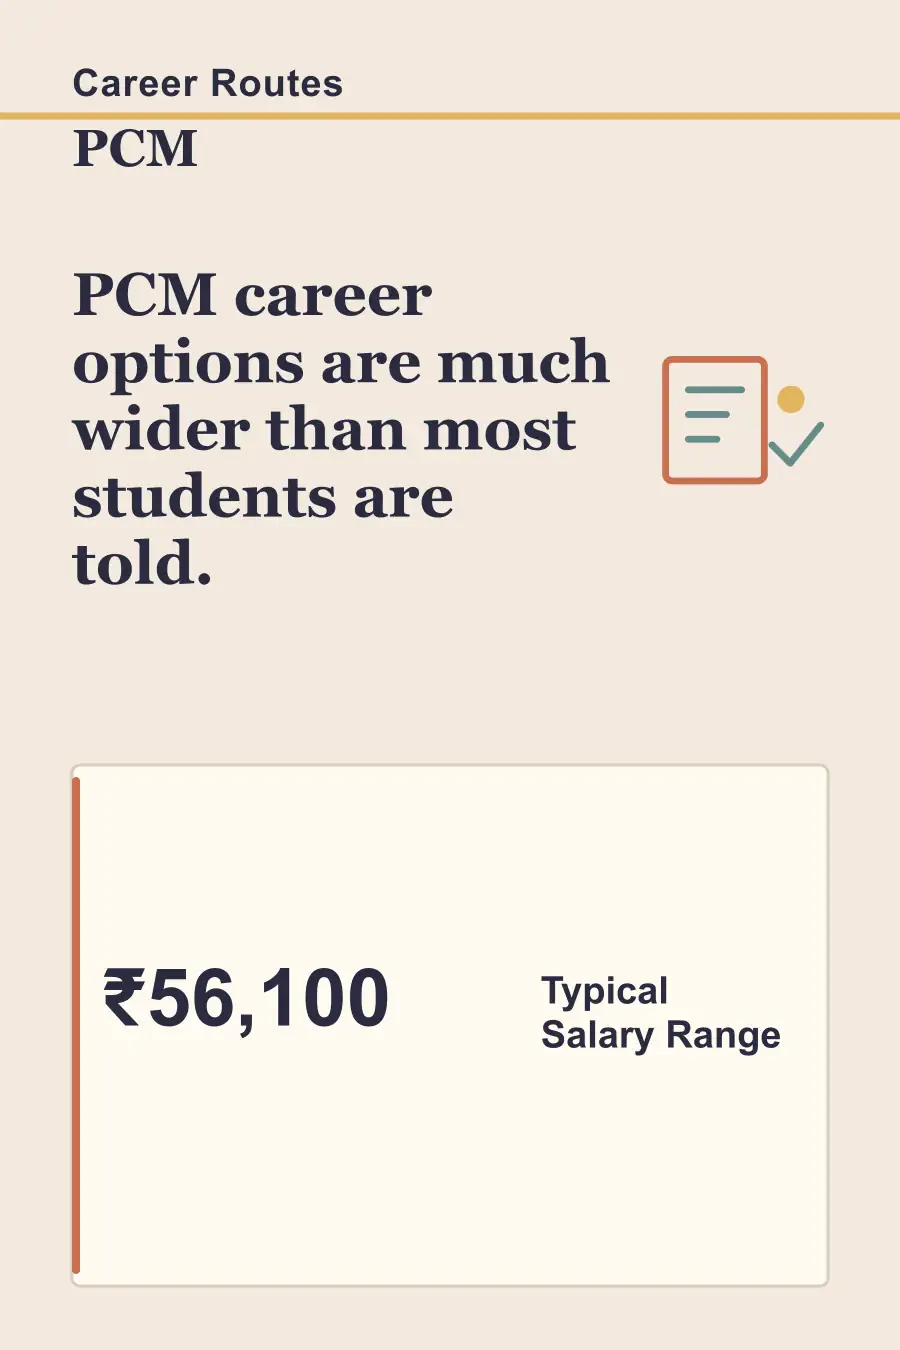 Career Routes
PCM
PCM career
options are much
wider than most
students are
told.
₹56,100
Typical
Salary Range